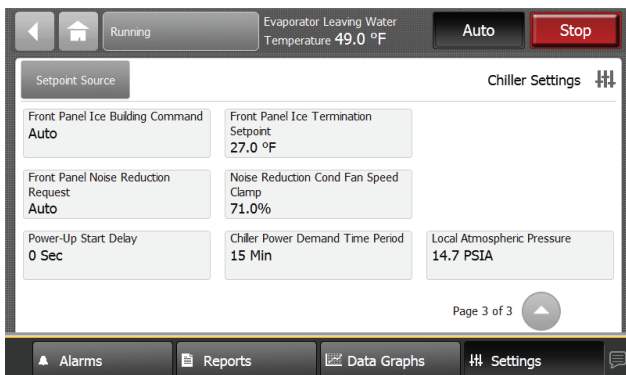 Running
Evaporator Leaving Water
Temperature 49.0 °F
Auto
Stop
Setpoint Source
Chiller Settings
Front Panel Ice Building Command
Auto
Front Panel Ice Termination
Setpoint
27.0 °F
Front Panel Noise Reduction
Request
Auto
Noise Reduction Cond Fan Speed
Clamp
71.0%
Power-Up Start Delay
0 Sec
Chiller Power Demand Time Period
15 Min
Local Atmospheric Pressure
14.7 PSIA
Page 3 of 3
Alarms
Reports
Data Graphs
Settings